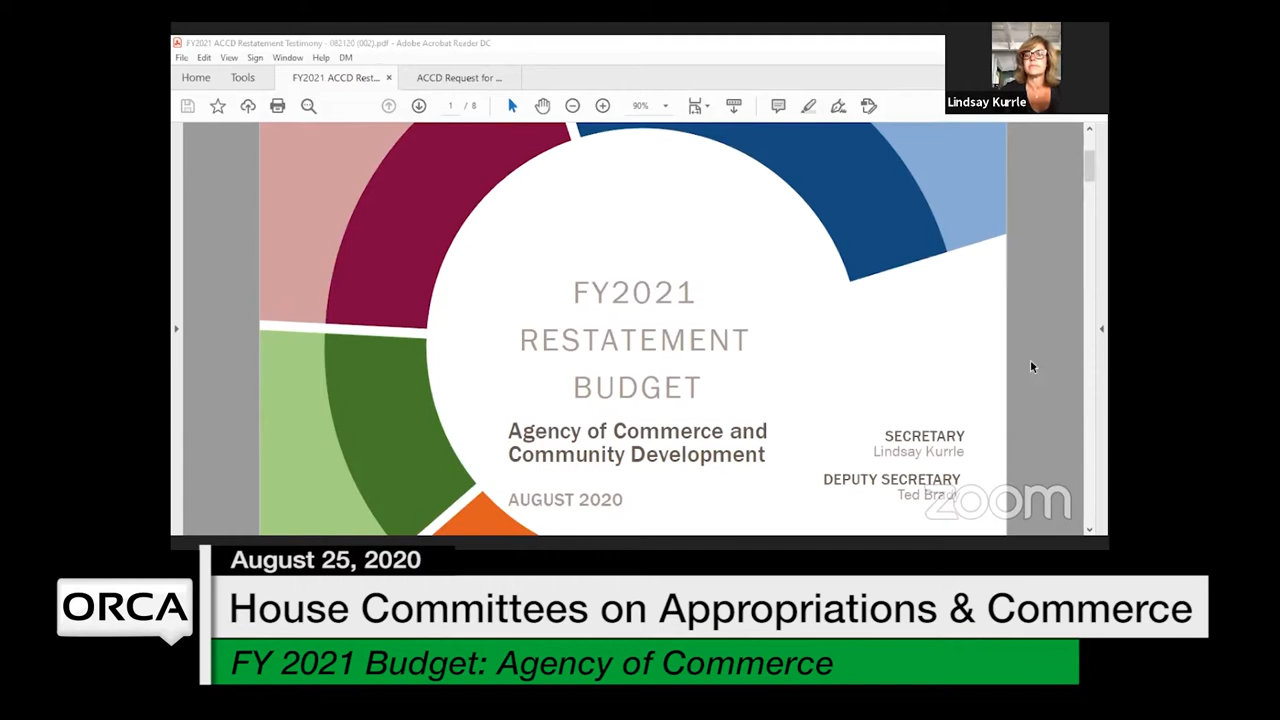 FY2021 ACCD Restatement Testimony - 082120 (002).pdf - Adobe Acrobat Reader DC
File Edit View Sign Window Help DM
Home Tools FY2021 ACCD Rest... × ACCD Request for ...
1 / 8 90%
Lindsay Kurrle
FY2021
RESTATEMENT
BUDGET
Agency of Commerce and
Community Development
AUGUST 2020
SECRETARY
Lindsay Kurrle
DEPUTY SECRETARY
Ted Brady
zoom
August 25, 2020
ORCA
House Committees on Appropriations & Commerce
FY 2021 Budget: Agency of Commerce